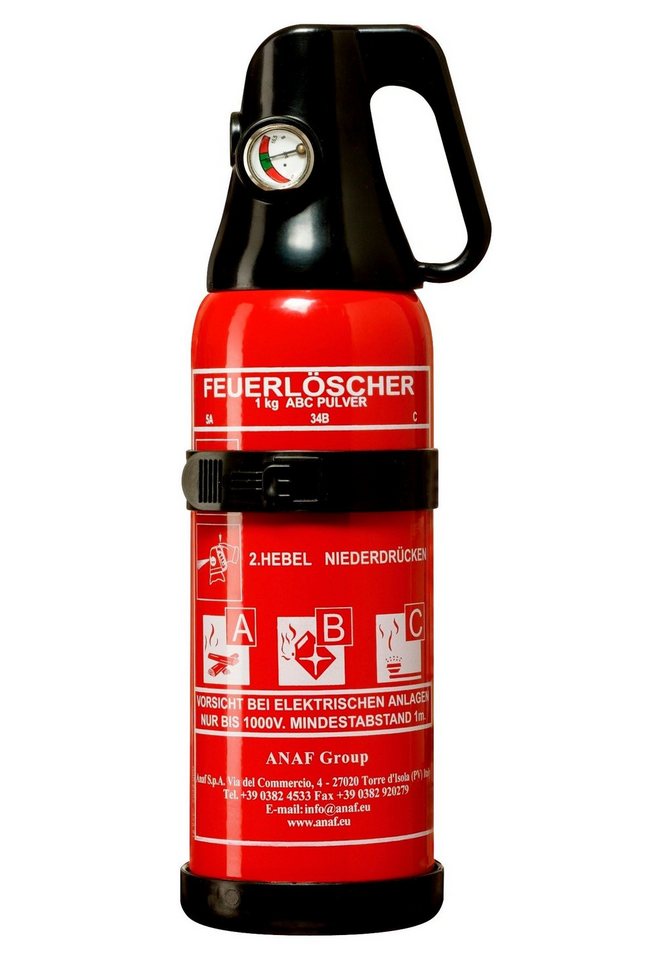 FEUERLÖSCHER
1 kg ABC PULVER
5A 34B C
2.HEBEL NIEDERDRÜCKEN
A B C
VORSICHT BEI ELEKTRISCHEN ANLAGEN
NUR BIS 1000V. MINDESTABSTAND 1m.
ANAF Group
Anaf S.p.A. Via del Commercio, 4 - 27020 Torre d'Isola (PV) Italy
Tel. +39 0382 4533 Fax +39 0382 920279
E-mail: info@anaf.eu
www.anaf.eu